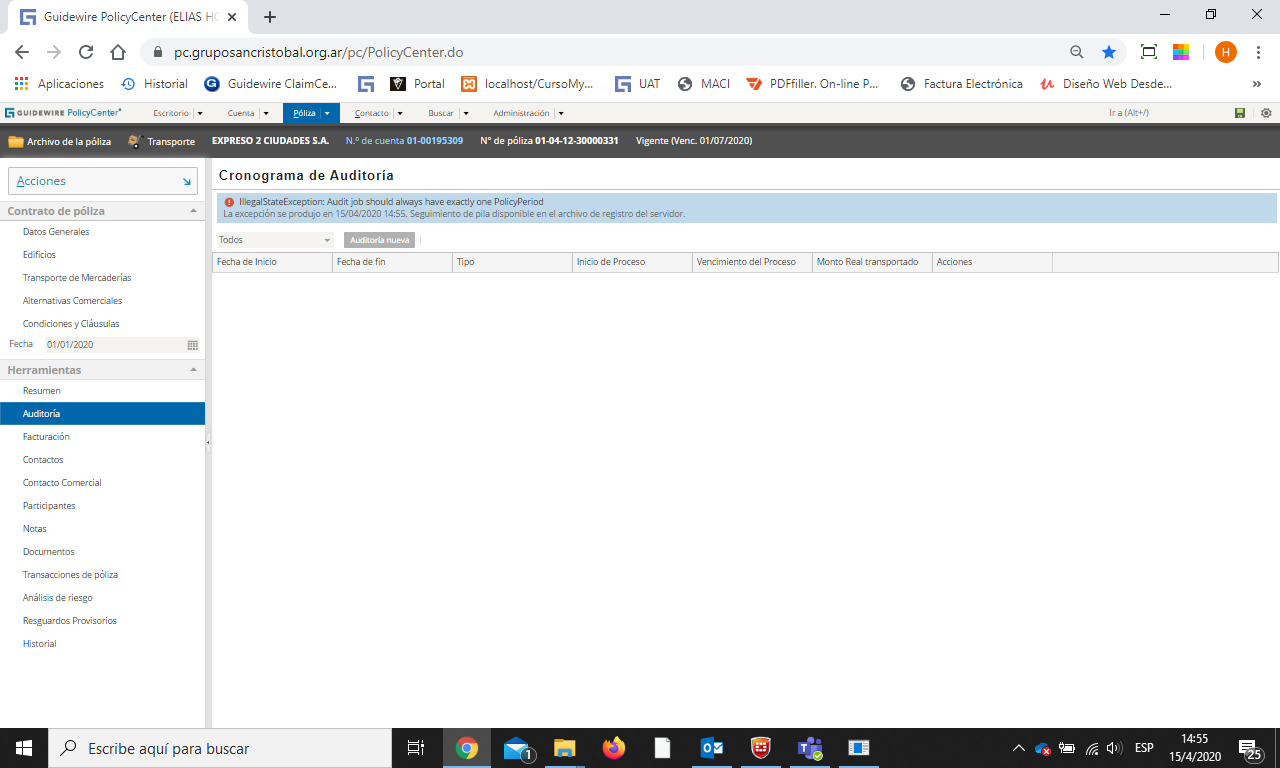 Guidewire PolicyCenter (ELIAS HO
pc.gruposancristobal.org.ar/pc/PolicyCenter.do
H
Aplicaciones Historial Guidewire ClaimCe... Portal localhost/CursoMy... UAT MACI PDFfiller. On-line P... Factura Electrónica Diseño Web Desde... »
GUIDEWIRE PolicyCenter Escritorio Cuenta Póliza Contacto Buscar Administración Ir a (Alt+/)
Archivo de la póliza Transporte EXPRESO 2 CIUDADES S.A. N.º de cuenta 01-00195309 Nº de póliza 01-04-12-30000331 Vigente (Venc. 01/07/2020)
Acciones
Contrato de póliza
Datos Generales
Edificios
Transporte de Mercaderías
Alternativas Comerciales
Condiciones y Cláusulas
Fecha 01/01/2020
Herramientas
Resumen
Auditoría
Facturación
Contactos
Contacto Comercial
Participantes
Notas
Documentos
Transacciones de póliza
Análisis de riesgo
Resguardos Provisorios
Historial
Cronograma de Auditoría
IllegalStateException: Audit job should always have exactly one PolicyPeriod
La excepción se produjo en 15/04/2020 14:55. Seguimiento de pila disponible en el archivo de registro del servidor.
Todos Auditoría nueva
Fecha de Inicio Fecha de fin Tipo Inicio de Proceso Vencimiento del Proceso Monto Real transportado Acciones
Escribe aquí para buscar
1
ESP
14:55
15/4/2020
25